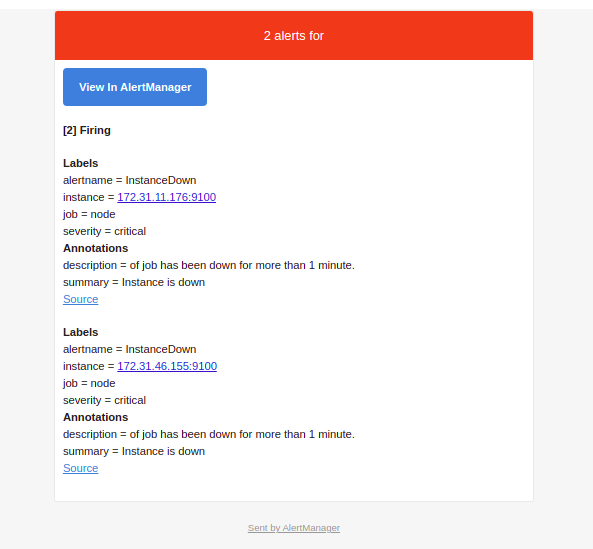 2 alerts for
View In AlertManager
[2] Firing
Labels
alertname = InstanceDown
instance = 172.31.11.176:9100
job = node
severity = critical
Annotations
description = of job has been down for more than 1 minute.
summary = Instance is down
Source
Labels
alertname = InstanceDown
instance = 172.31.46.155:9100
job = node
severity = critical
Annotations
description = of job has been down for more than 1 minute.
summary = Instance is down
Source
Sent by AlertManager